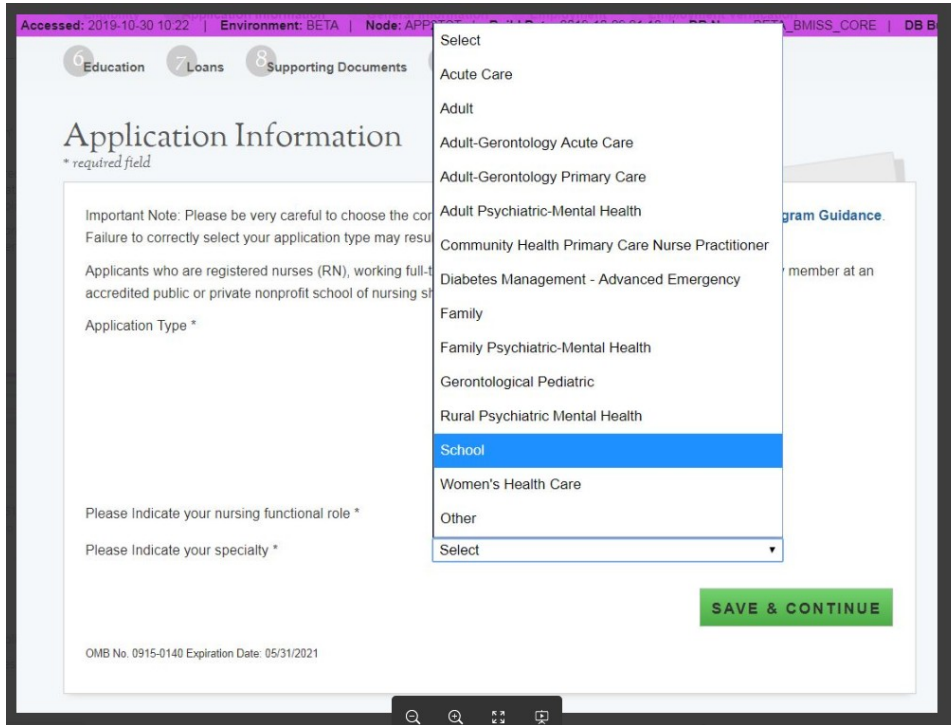 Accessed: 2019-10-30 10:22 | Environment: BETA | Node:
_BMISS_CORE | DB
6 Education 7 Loans 8 Supporting Documents
Application Information
* required field
Important Note: Please be very careful to choose the
gram Guidance.
Failure to correctly select your application type may
Applicants who are registered nurses (RN), working
member at an
accredited public or private nonprofit school of nursing
Application Type *
Please Indicate your nursing functional role *
Please Indicate your specialty *
Select
Acute Care
Adult
Adult-Gerontology Acute Care
Adult-Gerontology Primary Care
Adult Psychiatric-Mental Health
Community Health Primary Care Nurse Practitioner
Diabetes Management - Advanced Emergency
Family
Family Psychiatric-Mental Health
Gerontological Pediatric
Rural Psychiatric Mental Health
School
Women's Health Care
Other
Select
SAVE & CONTINUE
OMB No. 0915-0140 Expiration Date: 05/31/2021